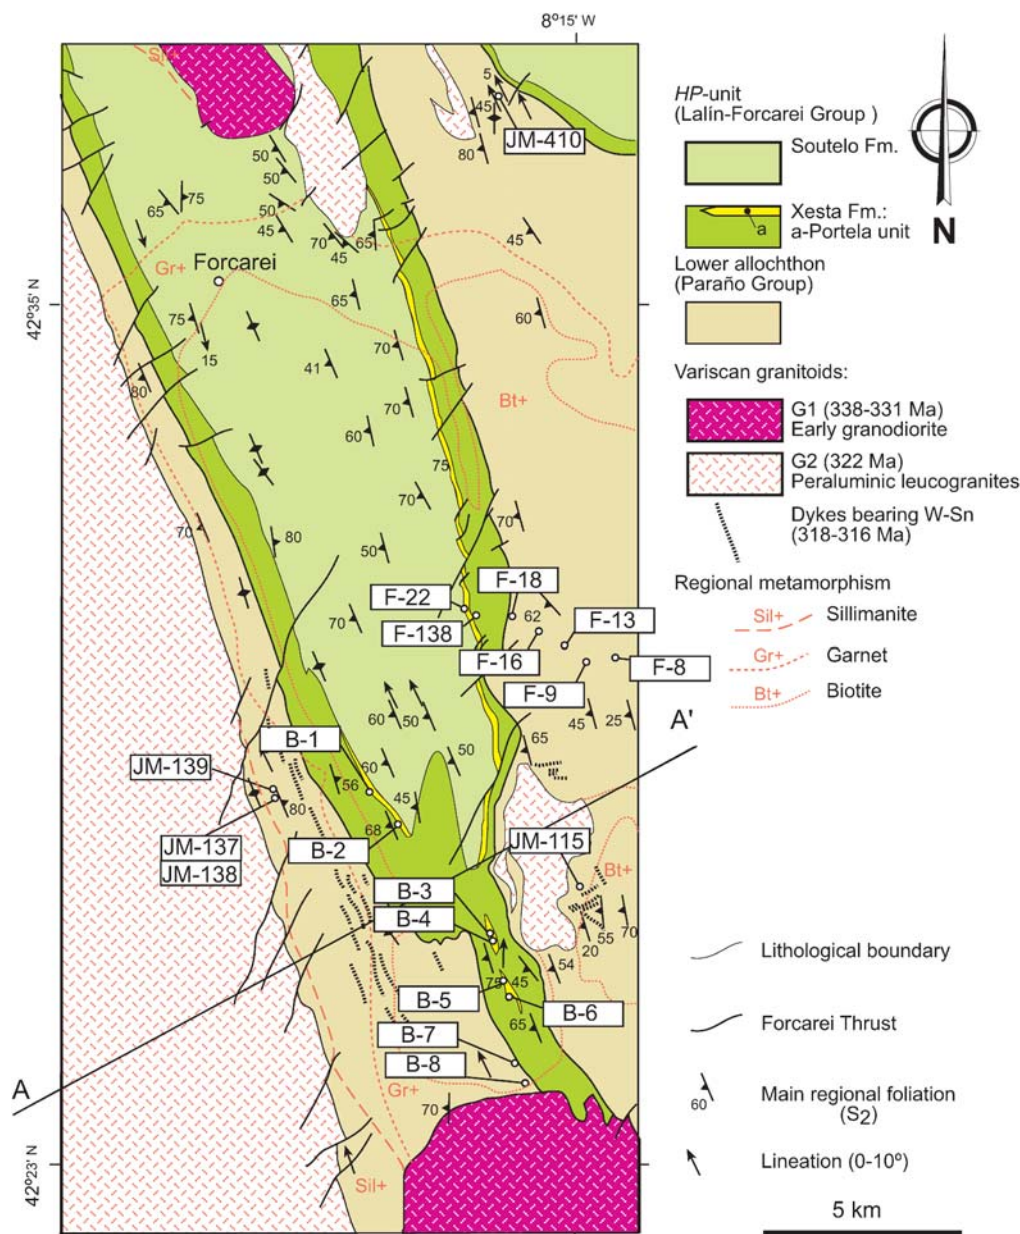 8º15' W
Sil+
5
45
JM-410
80
50
50
75
65
50
45
70
65
45
45
Gr+
Forcarei
42º35' N
65
60
75
15
70
41
80
Bt+
70
60
75
70
70
70
80
50
F-18
F-22
62
F-13
F-138
70
F-16
F-8
F-9
60
50
45
25
A'
B-1
65
50
JM-139
60
56
45
80
JM-137
68
JM-138
B-2
JM-115
B-3
Bt+
B-4
55
70
20
54
75
45
B-5
B-6
65
B-7
B-8
A
Gr+
70
42º23' N
Sil+
HP-unit
(Lalín-Forcarei Group )
Soutelo Fm.
Xesta Fm.:
a
a-Portela unit
Lower allochthon
(Paraño Group)
Variscan granitoids:
G1 (338-331 Ma)
Early granodiorite
G2 (322 Ma)
Peraluminic leucogranites
Dykes bearing W-Sn
(318-316 Ma)
Regional metamorphism
Sil+ Sillimanite
Gr+ Garnet
Bt+ Biotite
Lithological boundary
Forcarei Thrust
60
Main regional foliation
(S2)
Lineation (0-10º)
5 km
N